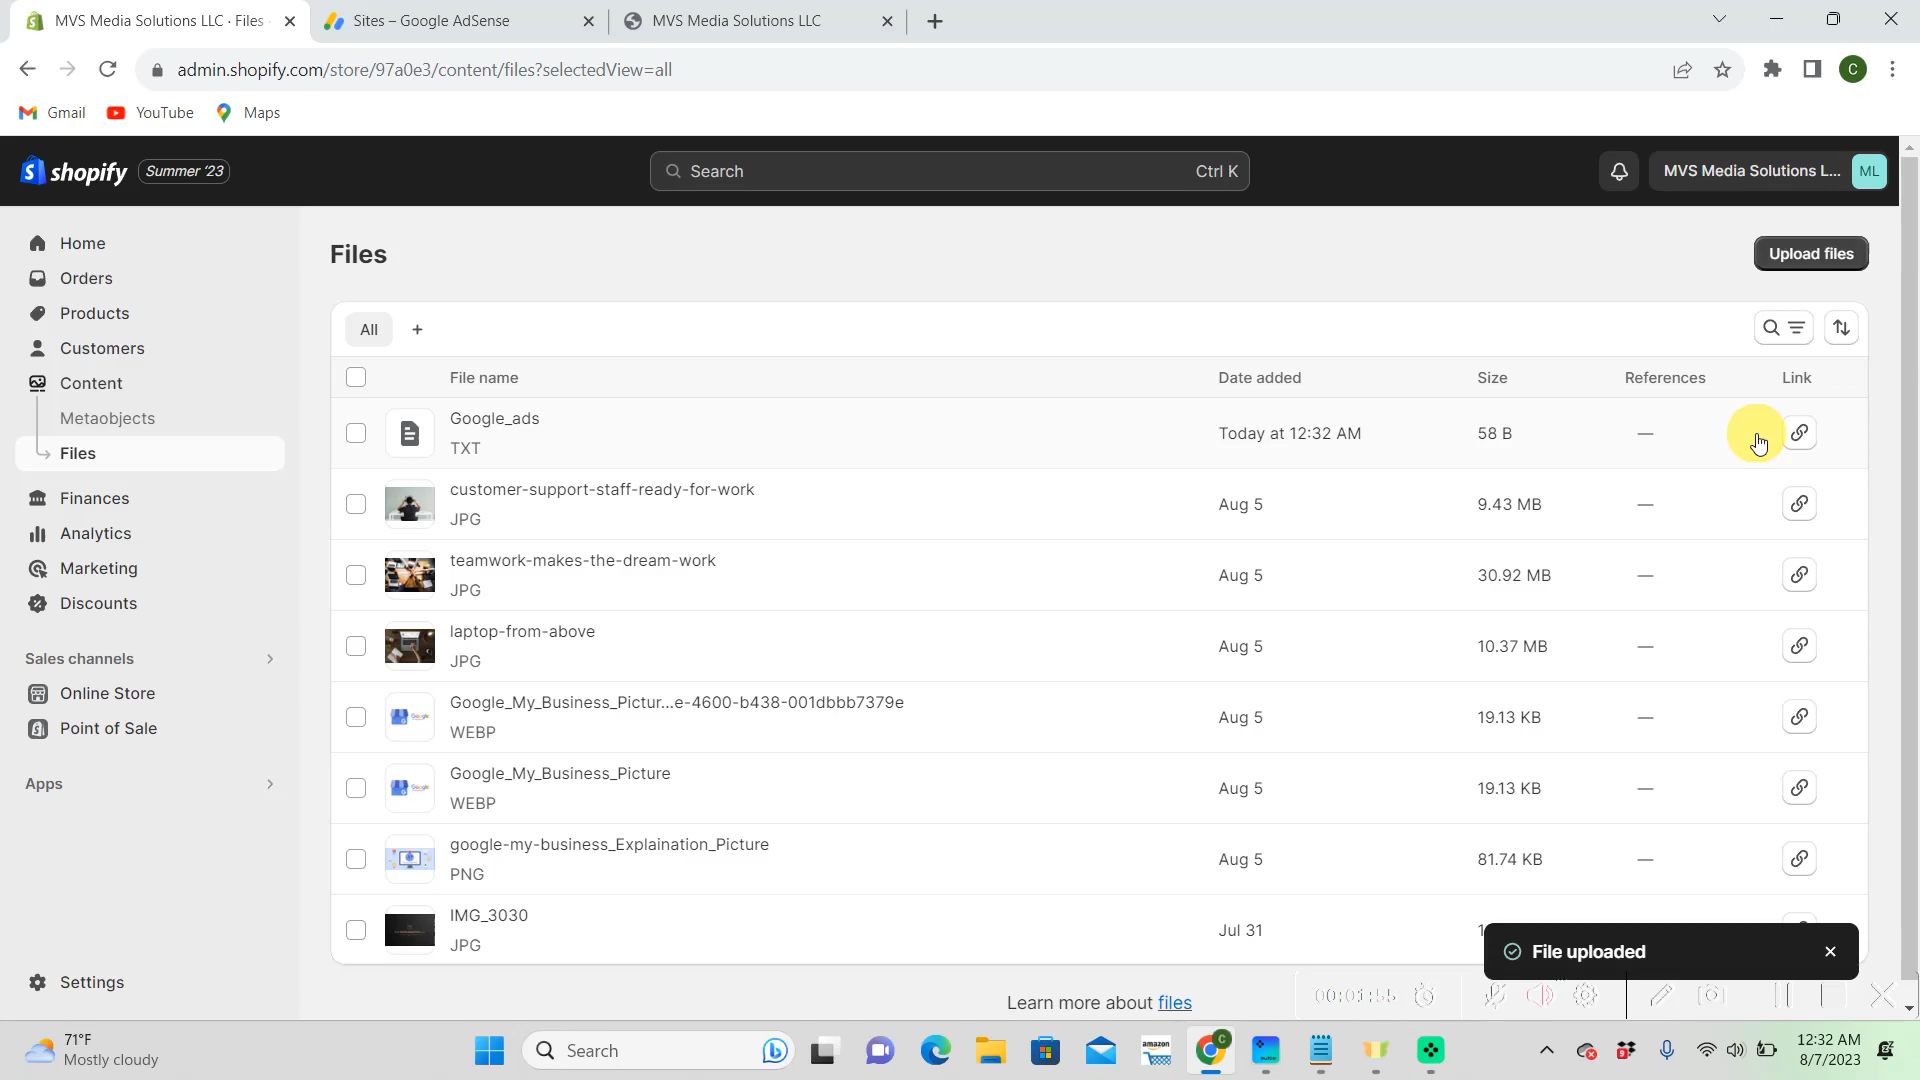 MVS Media Solutions LLC · Files
Sites – Google AdSense
MVS Media Solutions LLC
admin.shopify.com/store/97a0e3/content/files?selectedView=all
C
Gmail
YouTube
Maps
shopify
Summer '23
Search
Ctrl K
MVS Media Solutions L...
ML
Home
Orders
Products
Customers
Content
Metaobjects
Files
Finances
Analytics
Marketing
Discounts
Sales channels
Online Store
Point of Sale
Apps
Settings
Files
Upload files
All
File name
Date added
Size
References
Link
Google_ads
TXT
Today at 12:32 AM
58 B
—
customer-support-staff-ready-for-work
JPG
Aug 5
9.43 MB
—
teamwork-makes-the-dream-work
JPG
Aug 5
30.92 MB
—
laptop-from-above
JPG
Aug 5
10.37 MB
—
Google_My_Business_Pictur...e-4600-b438-001dbbb7379e
WEBP
Aug 5
19.13 KB
—
Google_My_Business_Picture
WEBP
Aug 5
19.13 KB
—
google-my-business_Explaination_Picture
PNG
Aug 5
81.74 KB
—
IMG_3030
JPG
Jul 31
File uploaded
Learn more about files
00:01:55
71°F
Mostly cloudy
Search
amazon
12:32 AM
8/7/2023